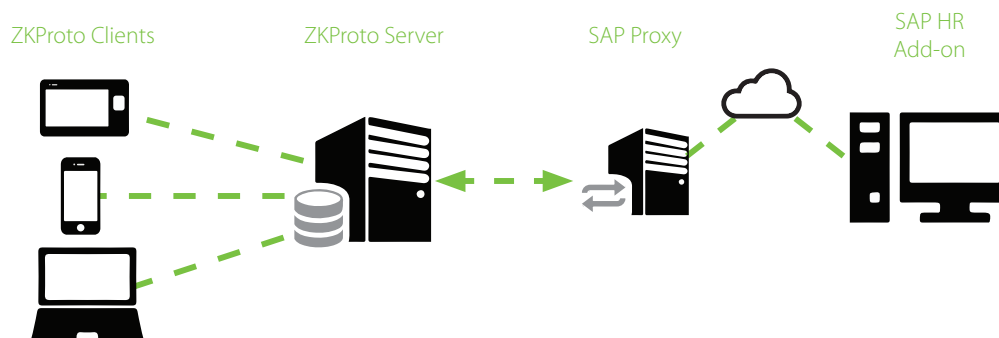 ZKProto Clients
ZKProto Server
SAP Proxy
SAP HR
Add-on